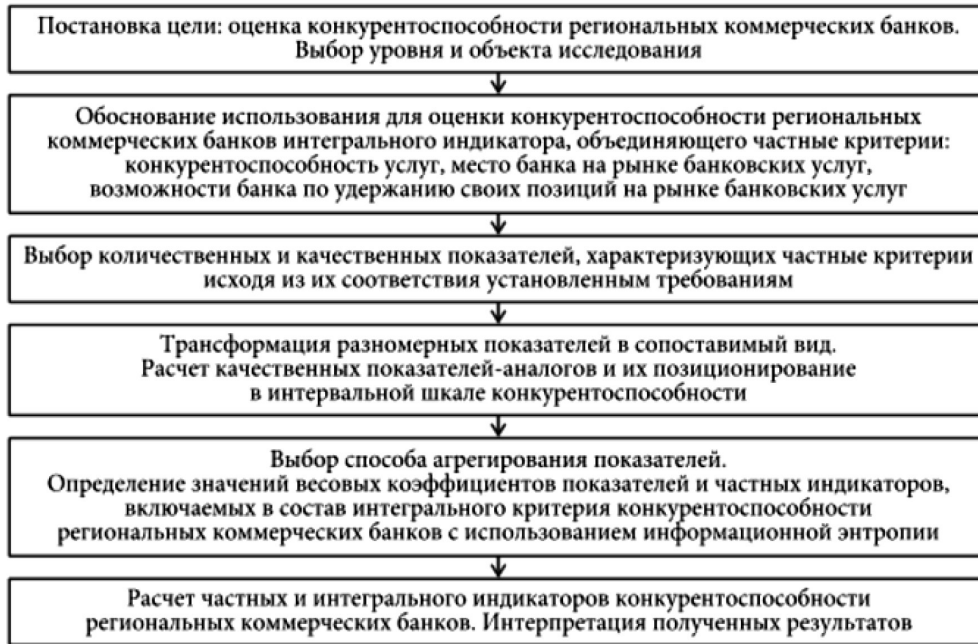 Постановка цели: оценка конкурентоспособности региональных коммерческих банков.
Выбор уровня и объекта исследования
Обоснование использования для оценки конкурентоспособности региональных
коммерческих банков интегрального индикатора, объединяющего частные критерии:
конкурентоспособность услуг, место банка на рынке банковских услуг,
возможности банка по удержанию своих позиций на рынке банковских услуг
Выбор количественных и качественных показателей, характеризующих частные критерии
исходя из их соответствия установленным требованиям
Трансформация разномерных показателей в сопоставимый вид.
Расчет качественных показателей-аналогов и их позиционирование
в интервальной шкале конкурентоспособности
Выбор способа агрегирования показателей.
Определение значений весовых коэффициентов показателей и частных индикаторов,
включаемых в состав интегрального критерия конкурентоспособности
региональных коммерческих банков с использованием информационной энтропии
Расчет частных и интегрального индикаторов конкурентоспособности
региональных коммерческих банков. Интерпретация полученных результатов